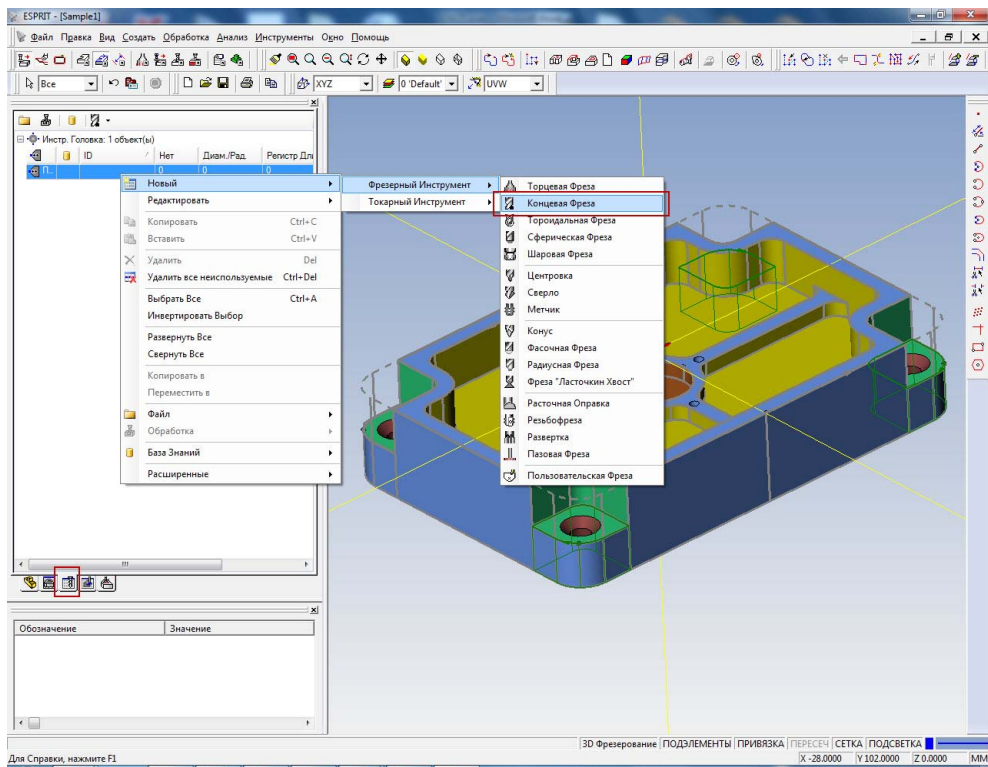 ESPRIT - [Sample1]
Файл Правка Вид Создать Обработка Анализ Инструменты Окно Помощь
Все XYZ 0 'Default' UVW
Инстр. Головка: 1 объект(ы)
ID Нет Диам./Рад. Регистр Дли
П... 0 0 0
Новый
Редактировать
Копировать Ctrl+C
Вставить Ctrl+V
Удалить Del
Удалить все неиспользуемые Ctrl+Del
Выбрать Все Ctrl+A
Инвертировать Выбор
Развернуть Все
Свернуть Все
Копировать в
Переместить в
Файл
Обработка
База Знаний
Расширенные
Фрезерный Инструмент
Токарный Инструмент
Торцевая Фреза
Концевая Фреза
Тороидальная Фреза
Сферическая Фреза
Шаровая Фреза
Центровка
Сверло
Метчик
Конус
Фасочная Фреза
Радиусная Фреза
Фреза "Ласточкин Хвост"
Расточная Оправка
Резьбофреза
Развертка
Пазовая Фреза
Пользовательская Фреза
Обозначение Значение
3D Фрезерование ПОДЭЛЕМЕНТЫ ПРИВЯЗКА ПЕРЕСЕЧ СЕТКА ПОДСВЕТКА
Для Справки, нажмите F1 X -28.0000 Y 102.0000 Z 0.0000 ММ